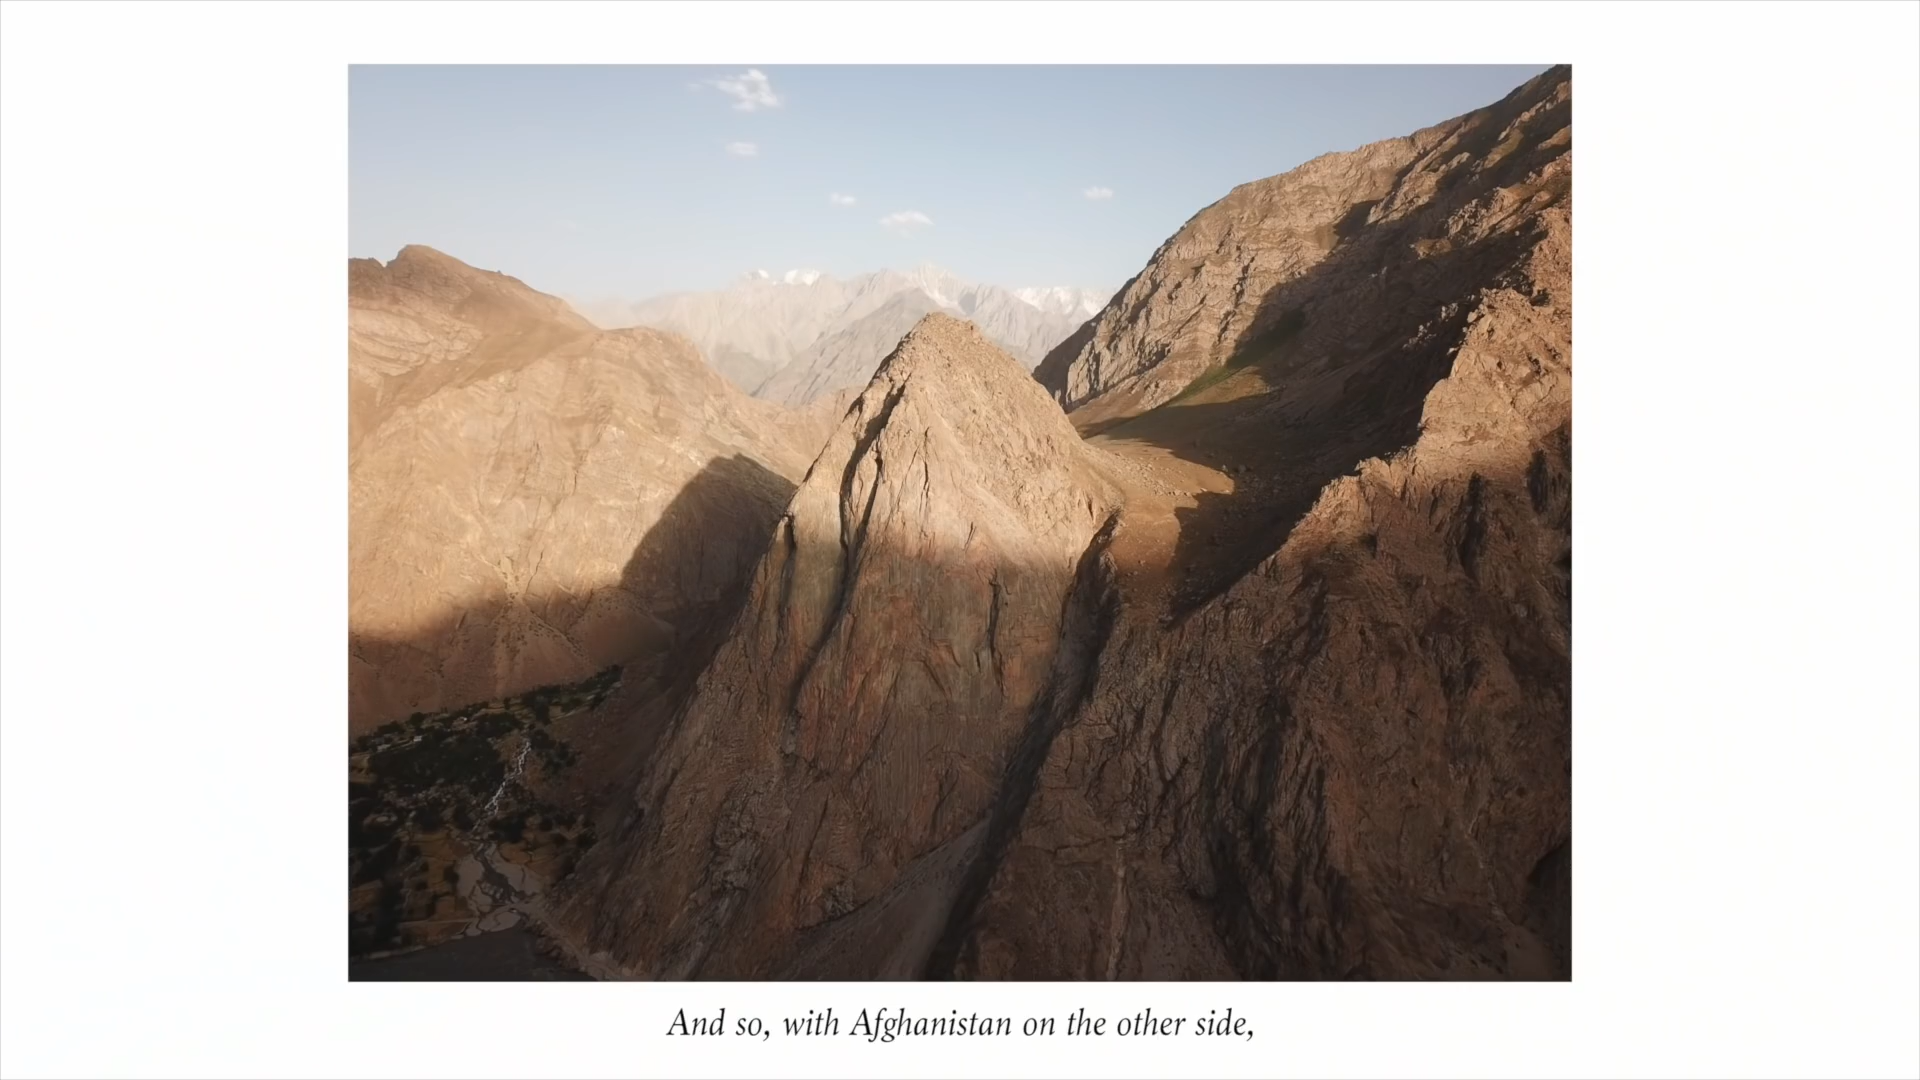 And so, with Afghanistan on the other side,